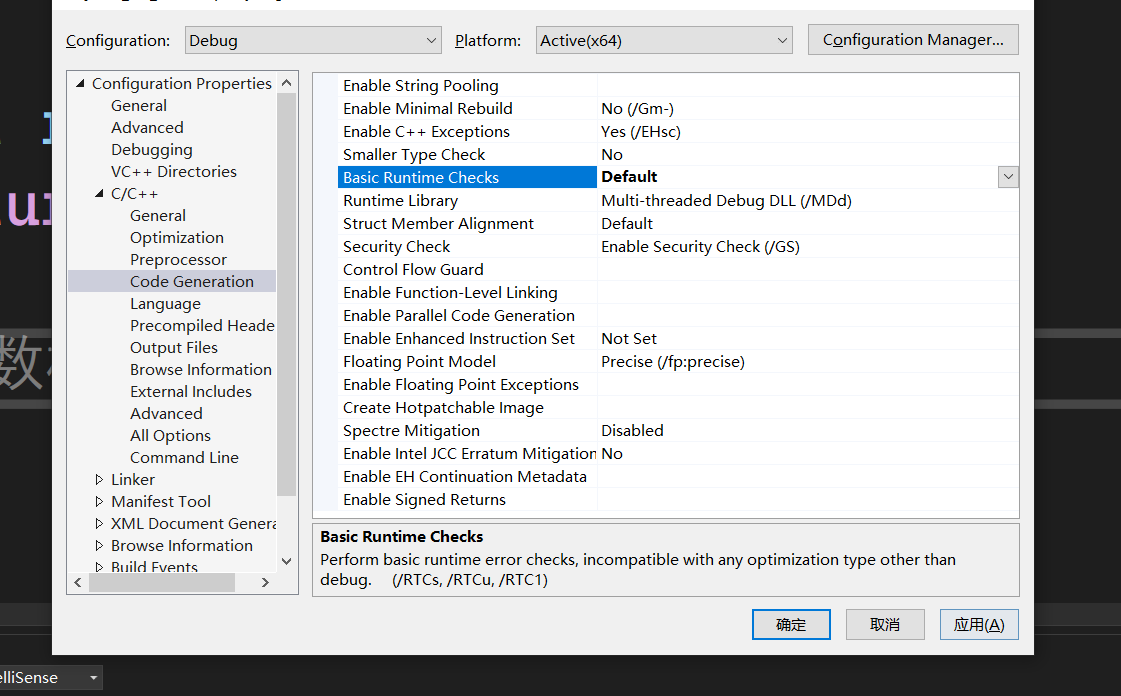 Configuration: Debug Platform: Active(x64) Configuration Manager...
Configuration Properties
General
Advanced
Debugging
VC++ Directories
C/C++
General
Optimization
Preprocessor
Code Generation
Language
Precompiled Heade
Output Files
Browse Information
External Includes
Advanced
All Options
Command Line
Linker
Manifest Tool
XML Document Genera
Browse Information
Build Events
Enable String Pooling
Enable Minimal Rebuild No (/Gm-)
Enable C++ Exceptions Yes (/EHsc)
Smaller Type Check No
Basic Runtime Checks Default
Runtime Library Multi-threaded Debug DLL (/MDd)
Struct Member Alignment Default
Security Check Enable Security Check (/GS)
Control Flow Guard
Enable Function-Level Linking
Enable Parallel Code Generation
Enable Enhanced Instruction Set Not Set
Floating Point Model Precise (/fp:precise)
Enable Floating Point Exceptions
Create Hotpatchable Image
Spectre Mitigation Disabled
Enable Intel JCC Erratum Mitigation No
Enable EH Continuation Metadata
Enable Signed Returns
Basic Runtime Checks
Perform basic runtime error checks, incompatible with any optimization type other than
debug. (/RTCs, /RTCu, /RTC1)
确定 取消 应用(A)
数
elliSense